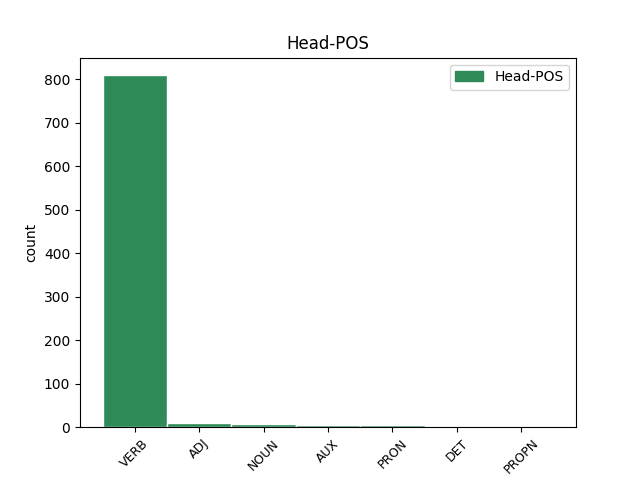 Head-POS
Head-POS
800
700
600
500
400
300
200
100
0
count
VERB
ADJ
NOUN
AUX
PRON
DET
PROPN